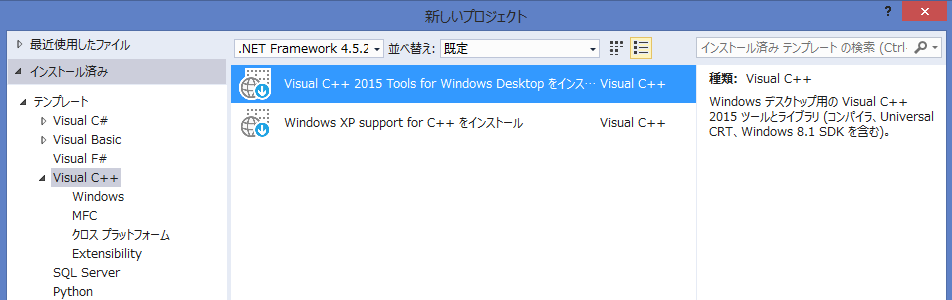 新しいプロジェクト
?
最近使用したファイル
.NET Framework 4.5.2
並べ替え:
既定
インストール済み テンプレート の検索 (Ctrl-
インストール済み
テンプレート
Visual C#
Visual Basic
Visual F#
Visual C++
Windows
MFC
クロス プラットフォーム
Extensibility
SQL Server
Python
Visual C++ 2015 Tools for Windows Desktop をインス… Visual C++
Windows XP support for C++ をインストール Visual C++
種類: Visual C++
Windows デスクトップ用の Visual C++
2015 ツールとライブラリ (コンパイラ、Universal
CRT、Windows 8.1 SDK を含む)。